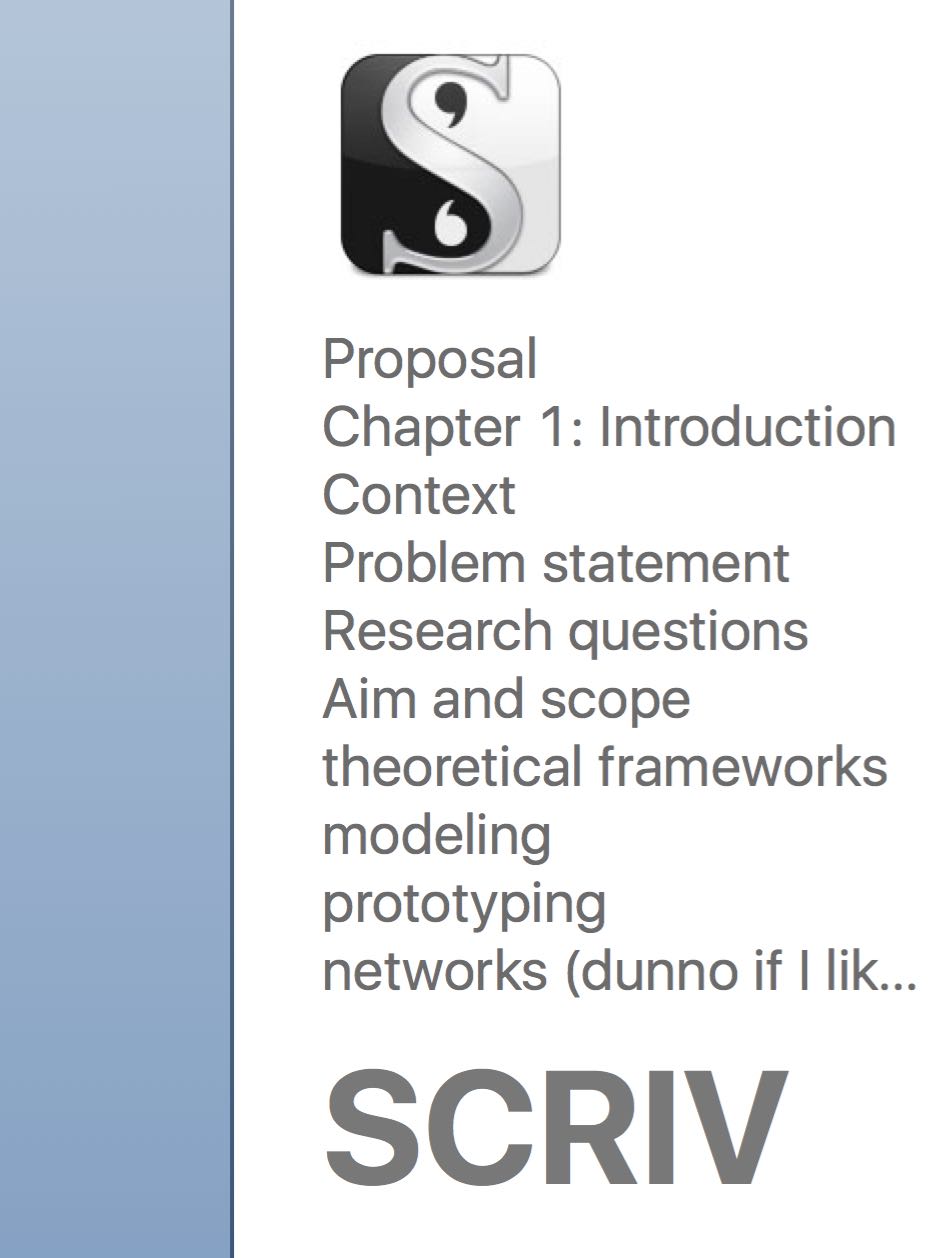 Proposal
Chapter 1: Introduction
Context
Problem statement
Research questions
Aim and scope
theoretical frameworks
modeling
prototyping
networks (dunno if I lik...
SCRIV